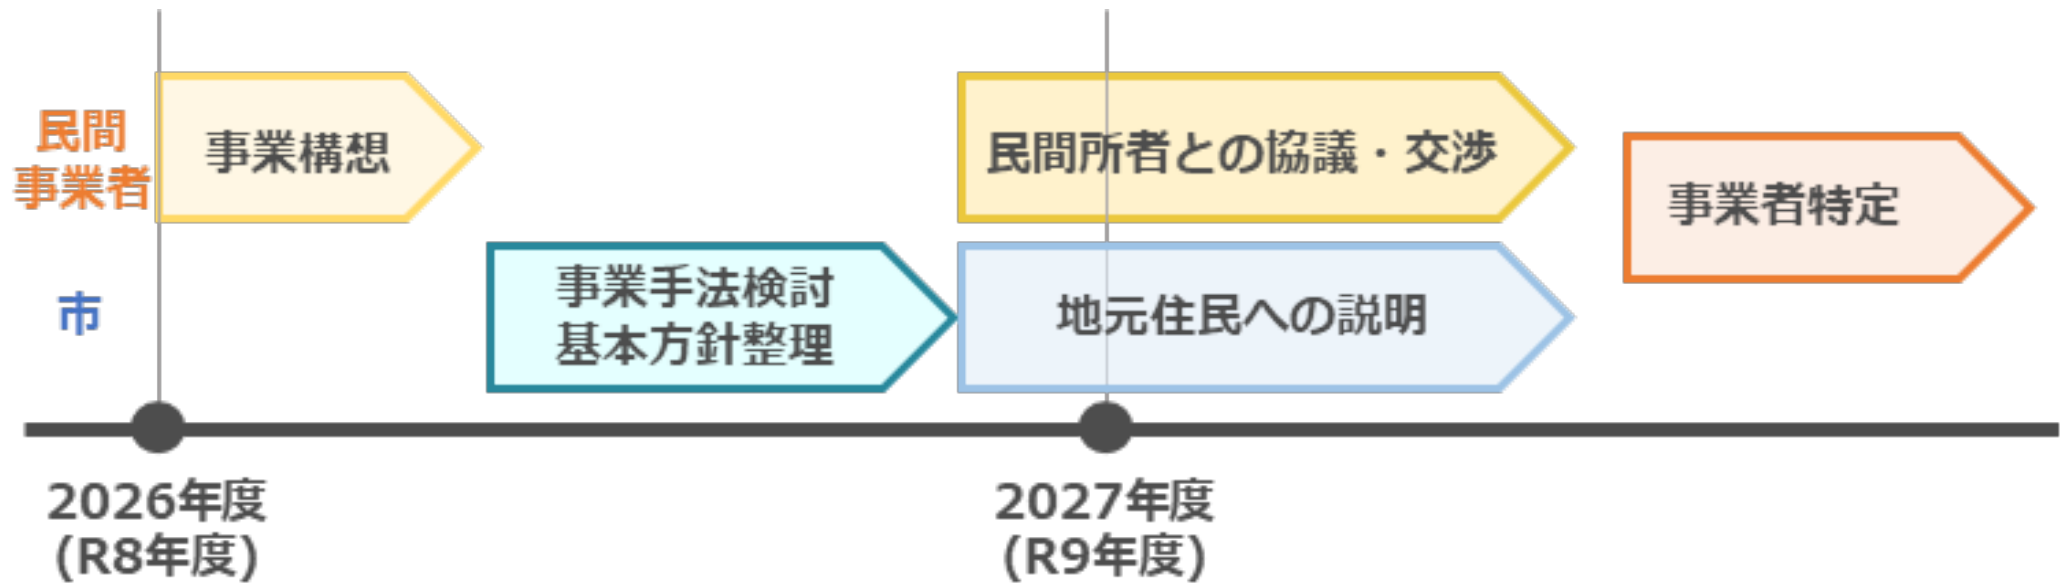 民間
事業者
事業構想
民間所者との協議・交渉
事業者特定
市
事業手法検討
基本方針整理
地元住民への説明
2026年度
(R8年度)
2027年度
(R9年度)